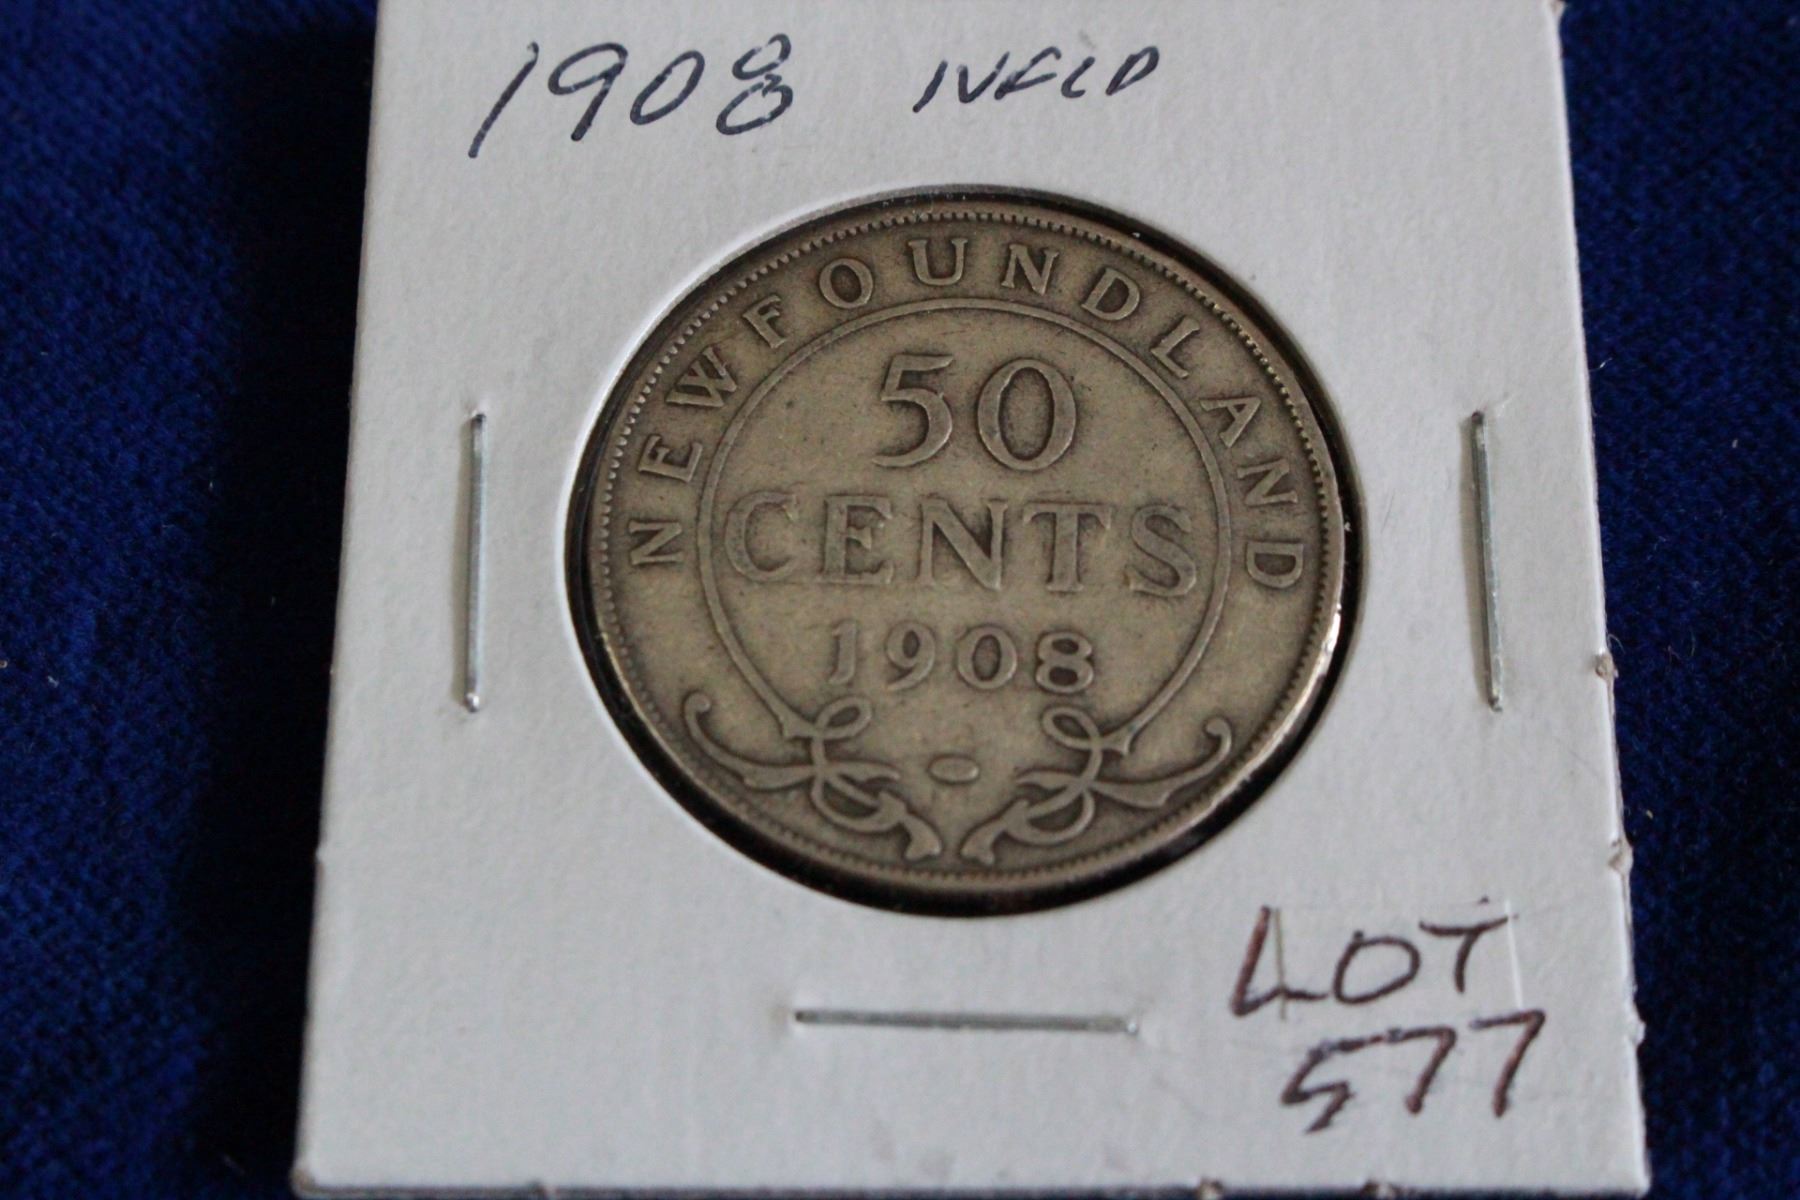 1908 NFLD
NEWFOUNDLAND
50
CENTS
1908
LOT
577